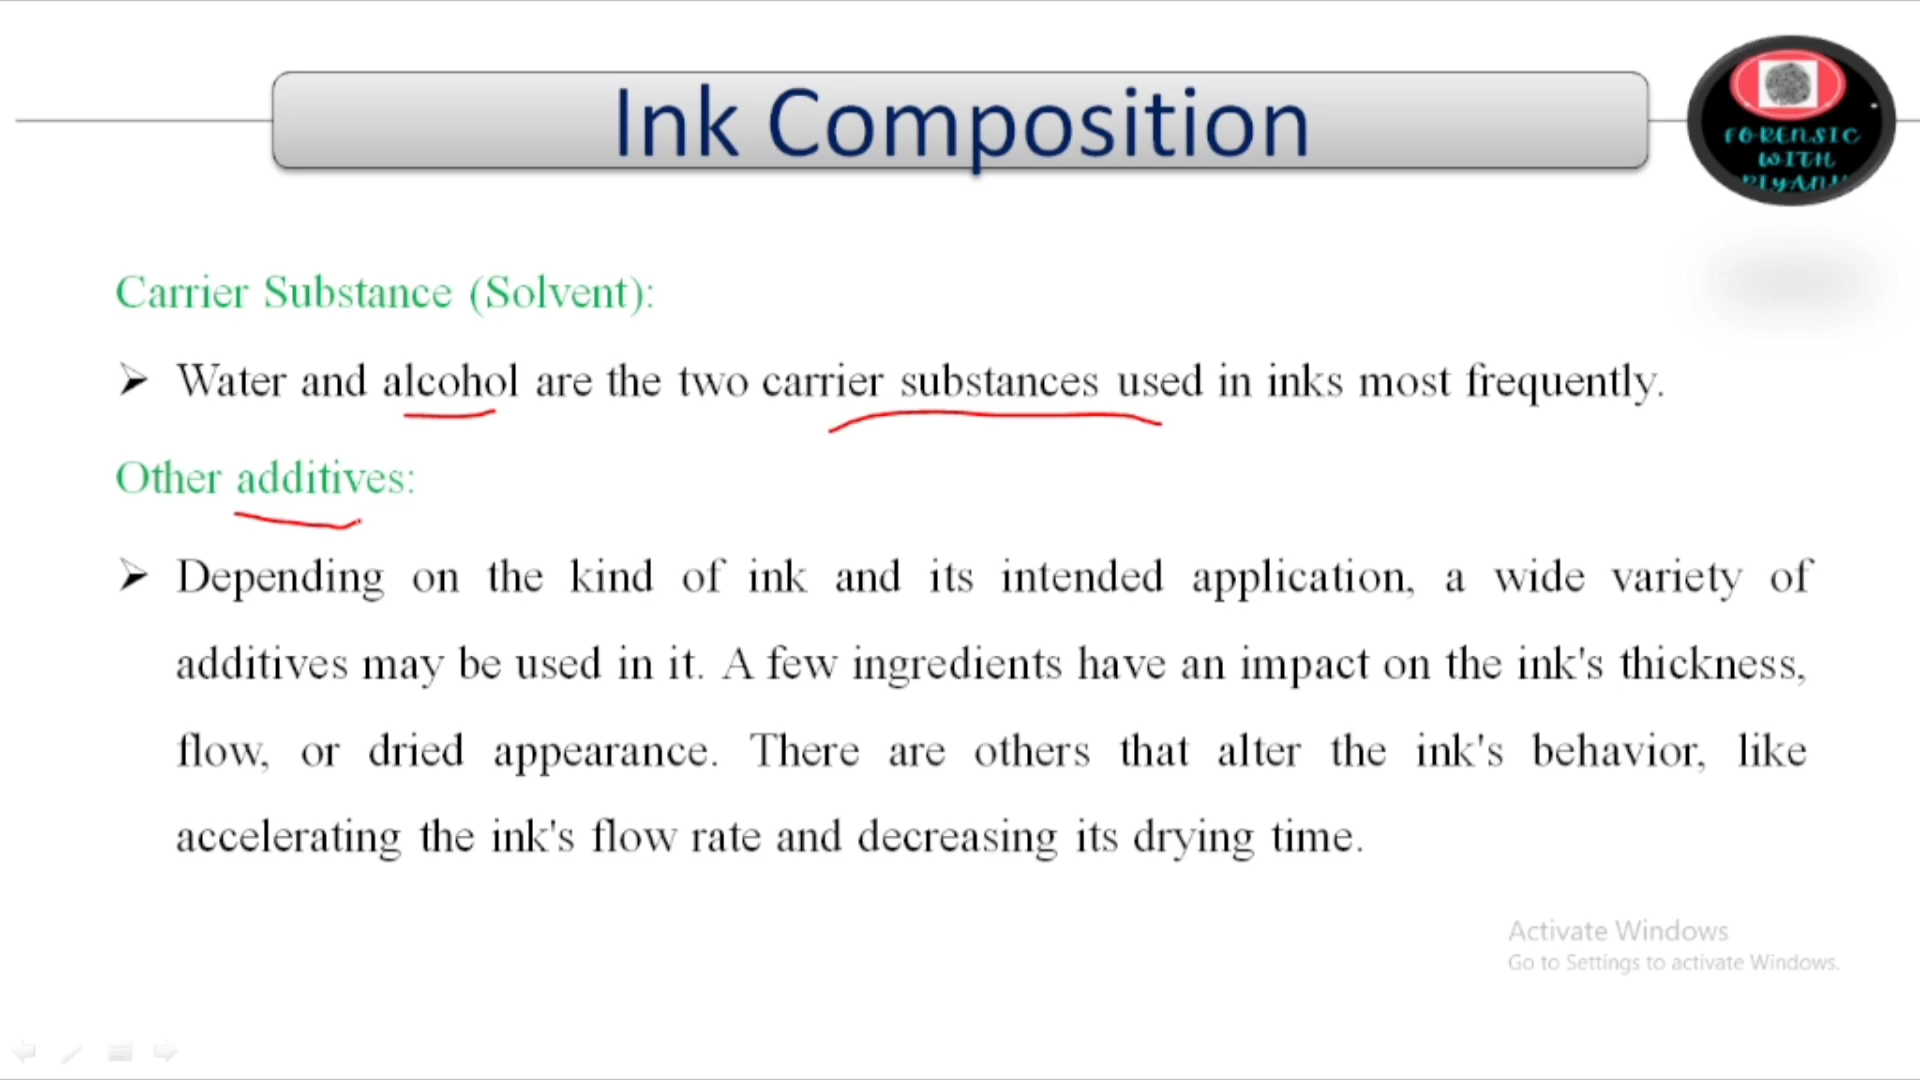 Ink Composition
FORENSIC
WITH
Carrier Substance (Solvent):
➢ Water and alcohol are the two carrier substances used in inks most frequently.
Other additives:
➢ Depending on the kind of ink and its intended application, a wide variety of
additives may be used in it. A few ingredients have an impact on the ink's thickness,
flow, or dried appearance. There are others that alter the ink's behavior, like
accelerating the ink's flow rate and decreasing its drying time.
Activate Windows
Go to Settings to activate Windows.